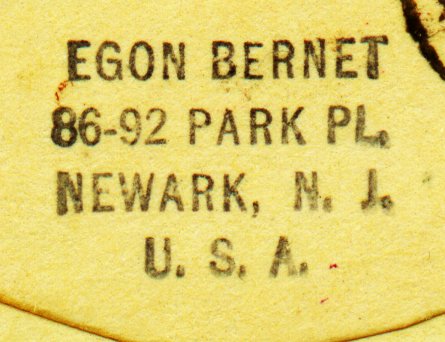 EGON BERNET
86-92 PARK PL.
NEWARK, N. J.
U. S. A.